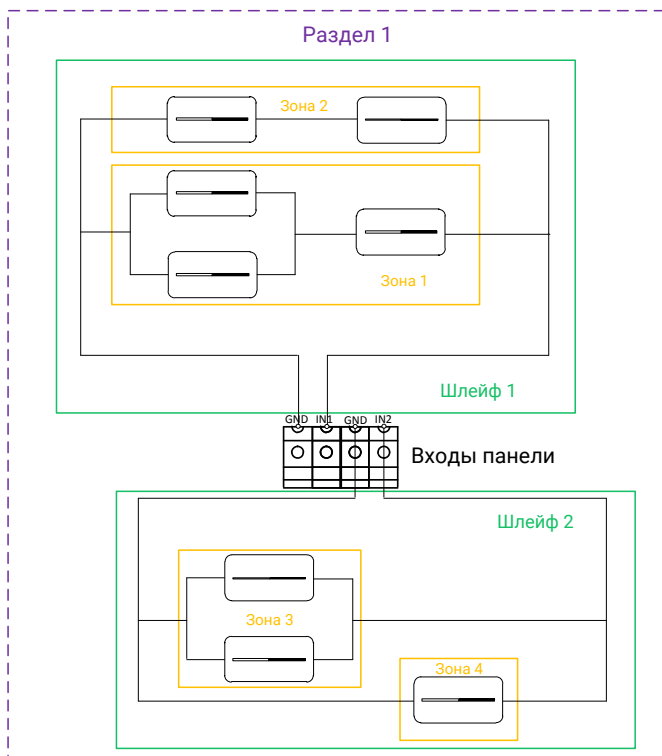 Раздел 1
Зона 2
Зона 1
Шлейф 1
GND IN1 GND IN2
Входы панели
Шлейф 2
Зона 3
Зона 4